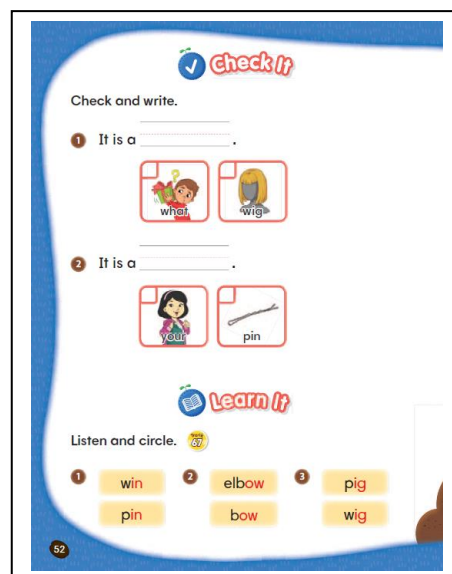 Check It
Check and write.
1 It is a .
what wig
2 It is a .
your pin
Learn It
Listen and circle.
1 win 2 elbow 3 pig
pin bow wig
52